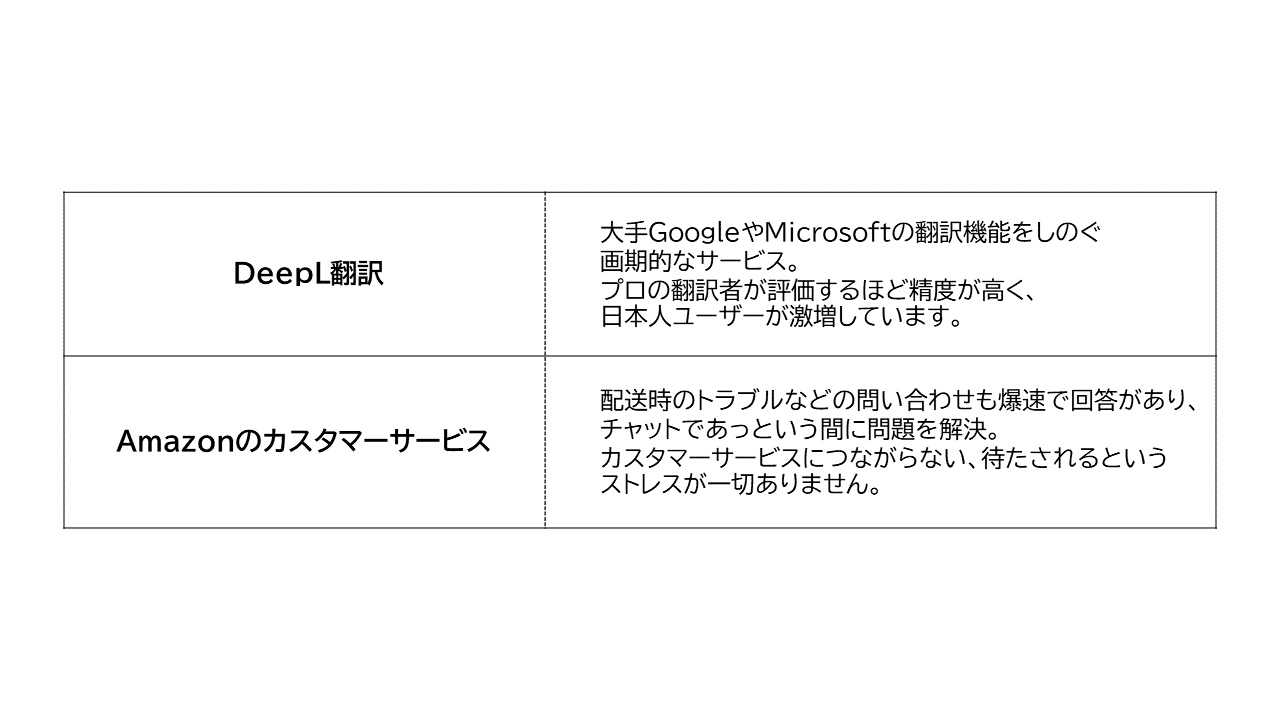 DeepL翻訳
大手GoogleやMicrosoftの翻訳機能をしのぐ
画期的なサービス。
プロの翻訳者が評価するほど精度が高く、
日本人ユーザーが激増しています。
Amazonのカスタマーサービス
配送時のトラブルなどの問い合わせも爆速で回答があり、
チャットであっという間に問題を解決。
カスタマーサービスにつながらない、待たされるという
ストレスが一切ありません。